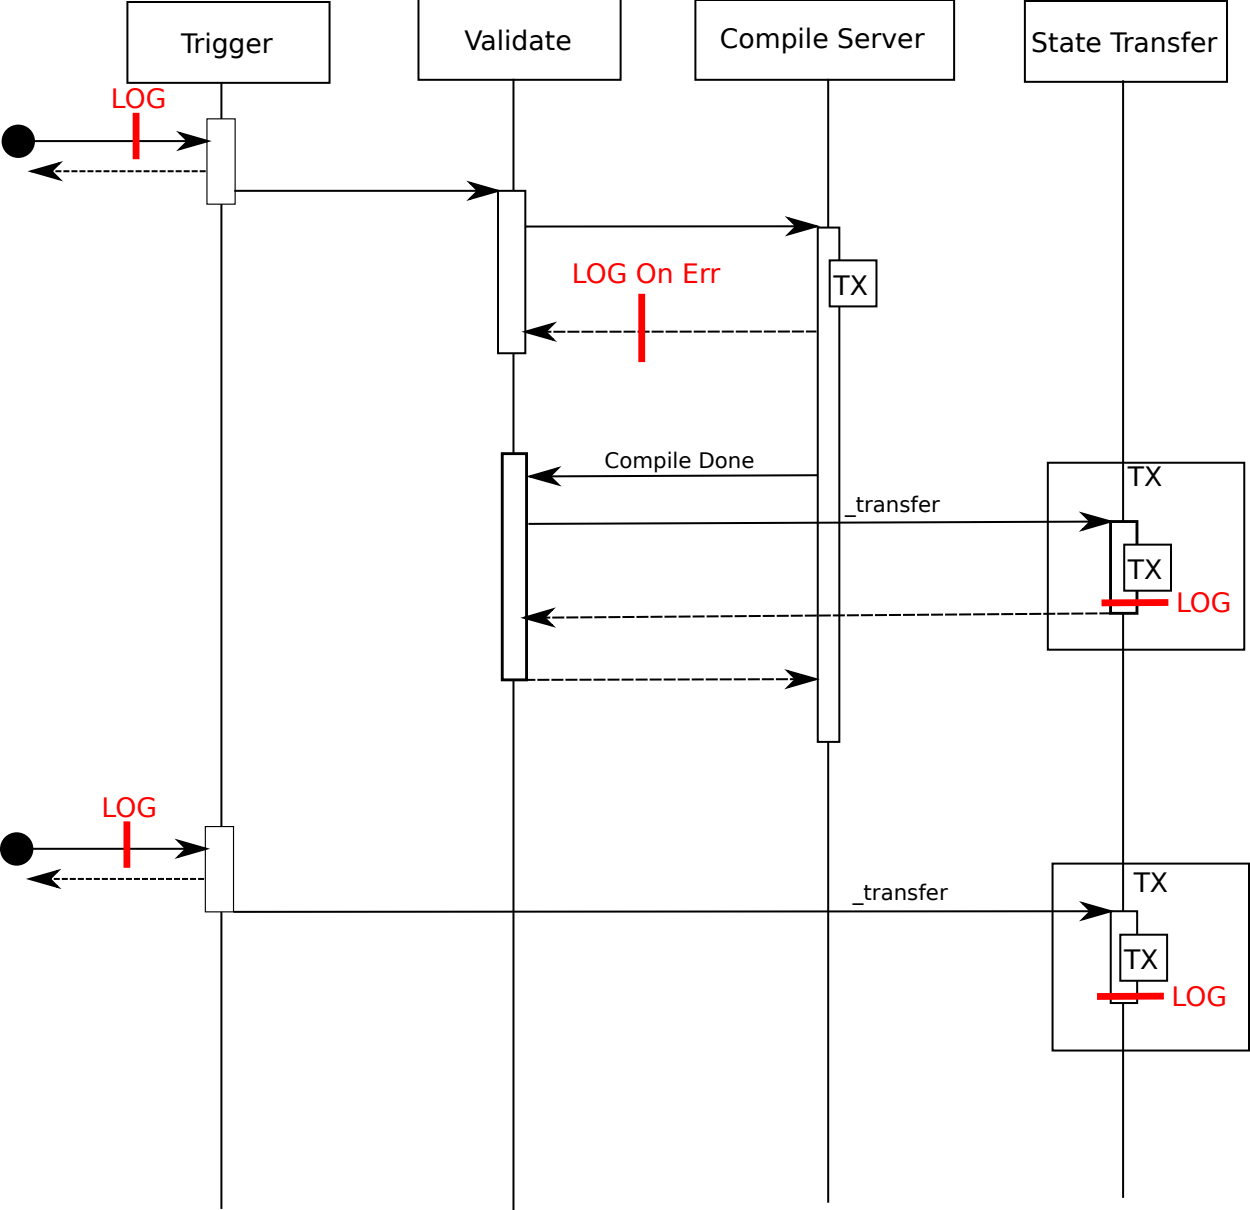 Trigger
Validate
Compile Server
State Transfer
LOG
LOG On Err
TX
Compile Done
TX
_transfer
TX
LOG
LOG
_transfer
TX
TX
LOG